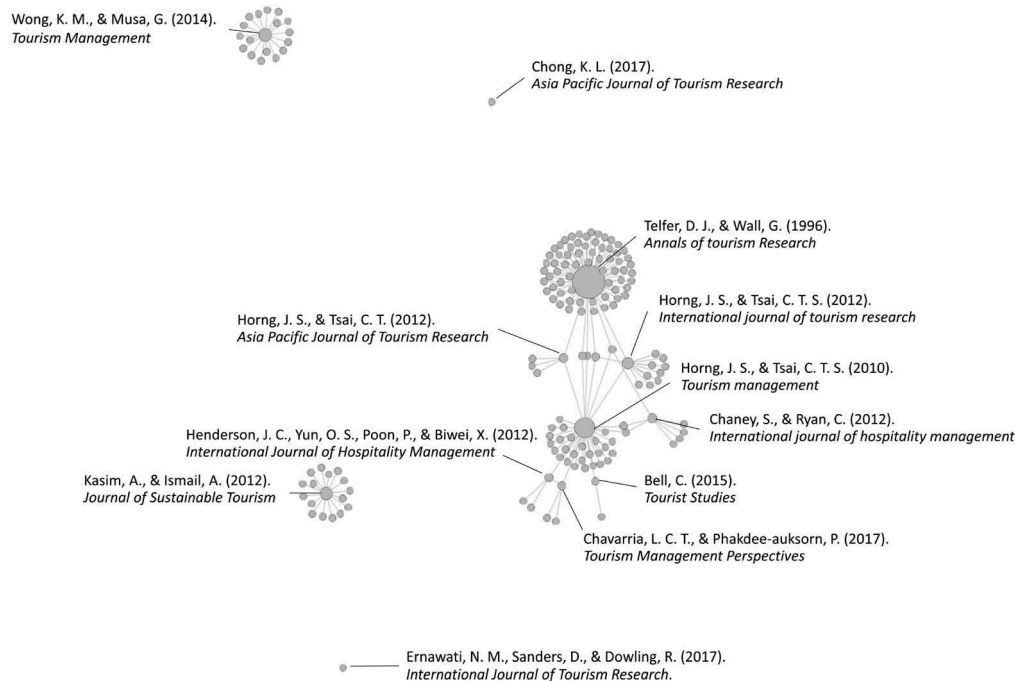 Wong, K. M., & Musa, G. (2014).
Tourism Management
Chong, K. L. (2017).
Asia Pacific Journal of Tourism Research
Telfer, D. J., & Wall, G. (1996).
Annals of tourism Research
Horng, J. S., & Tsai, C. T. S. (2012).
International journal of tourism research
Horng, J. S., & Tsai, C. T. (2012).
Asia Pacific Journal of Tourism Research
Horng, J. S., & Tsai, C. T. S. (2010).
Tourism management
Chaney, S., & Ryan, C. (2012).
International journal of hospitality management
Henderson, J. C., Yun, O. S., Poon, P., & Biwei, X. (2012).
International Journal of Hospitality Management
Kasim, A., & Ismail, A. (2012).
Journal of Sustainable Tourism
Bell, C. (2015).
Tourist Studies
Chavarria, L. C. T., & Phakdee-auksorn, P. (2017).
Tourism Management Perspectives
Ernawati, N. M., Sanders, D., & Dowling, R. (2017).
International Journal of Tourism Research.